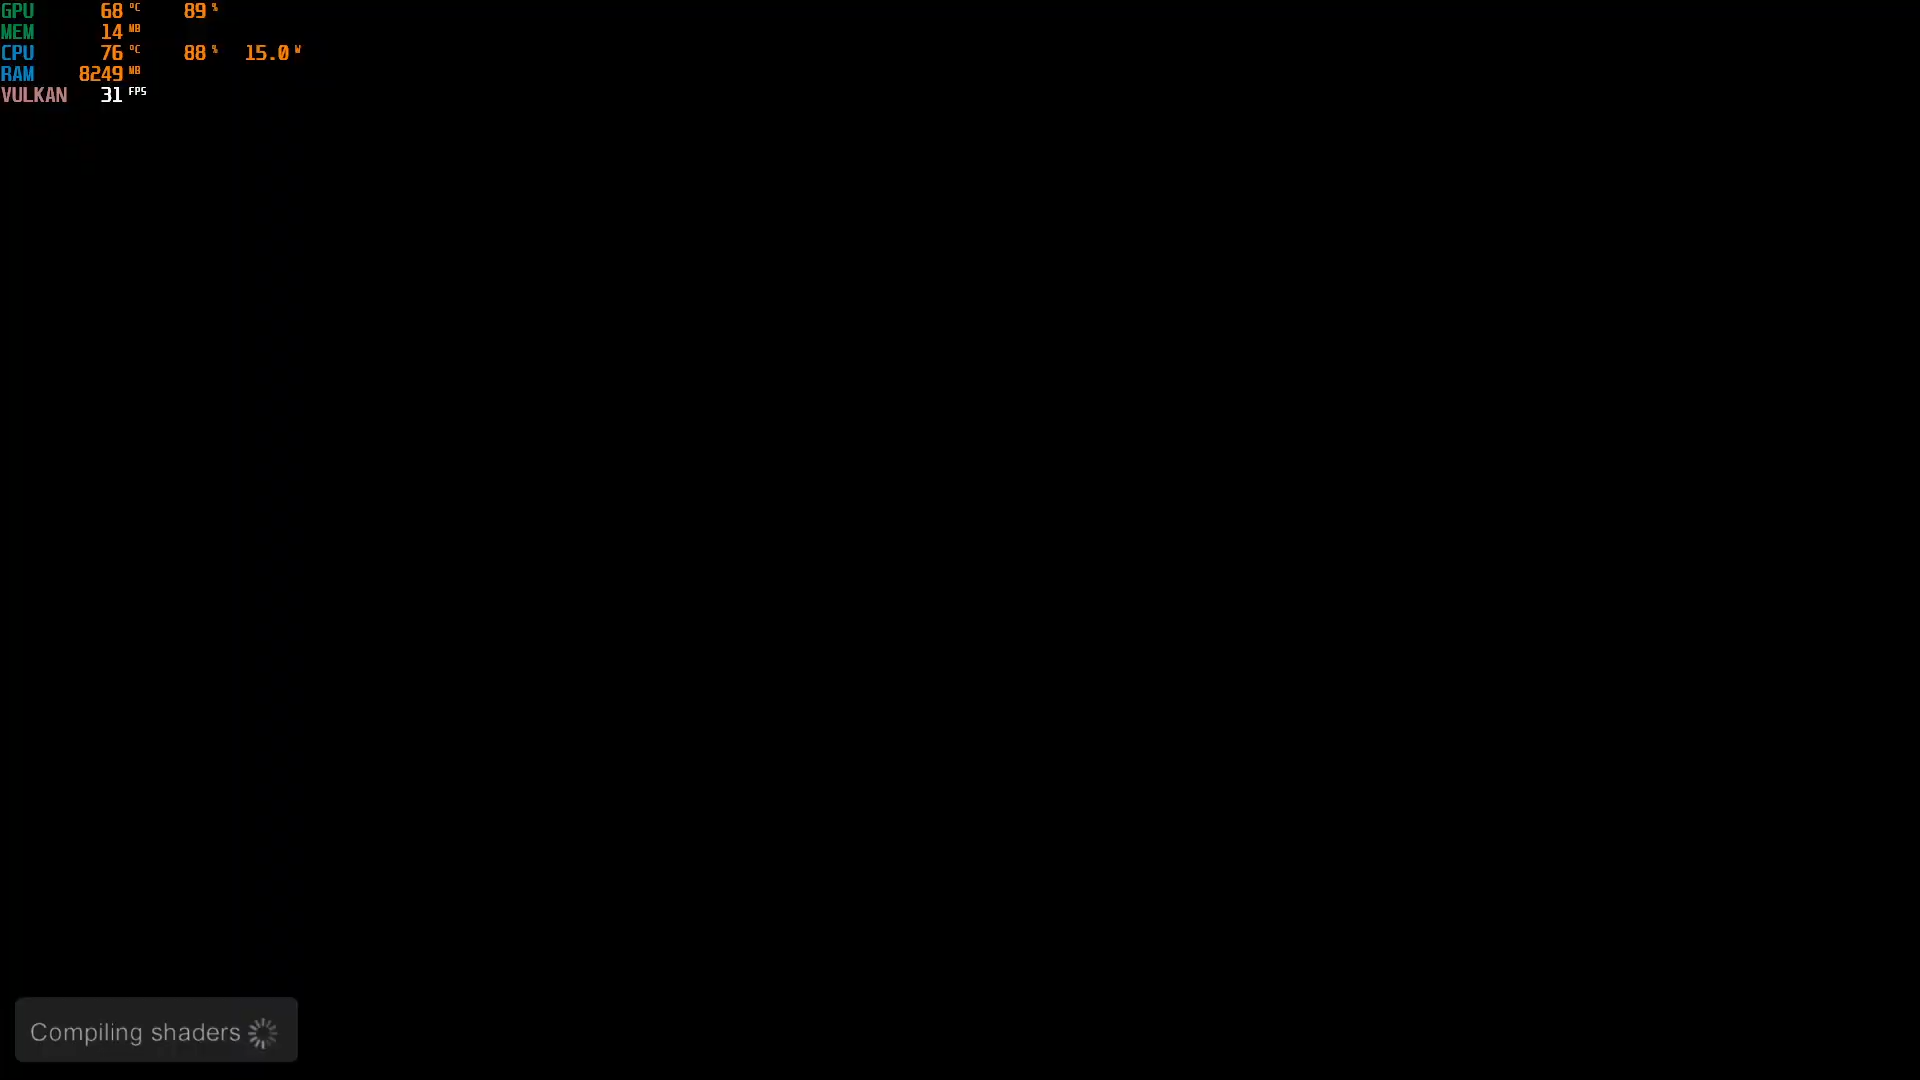 GPU 68 °C 89 %
MEM 14 MB
CPU 76 °C 88 % 15.0 W
RAM 8249 MB
VULKAN 31 FPS
Compiling shaders